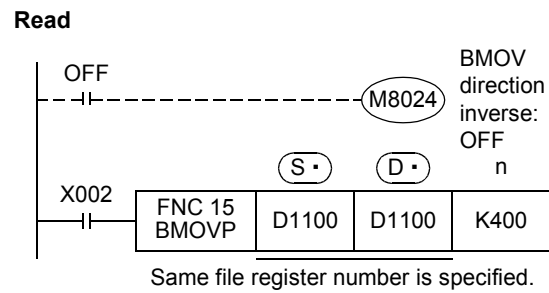 Read
OFF
M8024
BMOV
direction
inverse:
OFF
S・
D・
n
X002
FNC 15
BMOVP
D1100
D1100
K400
Same file register number is specified.